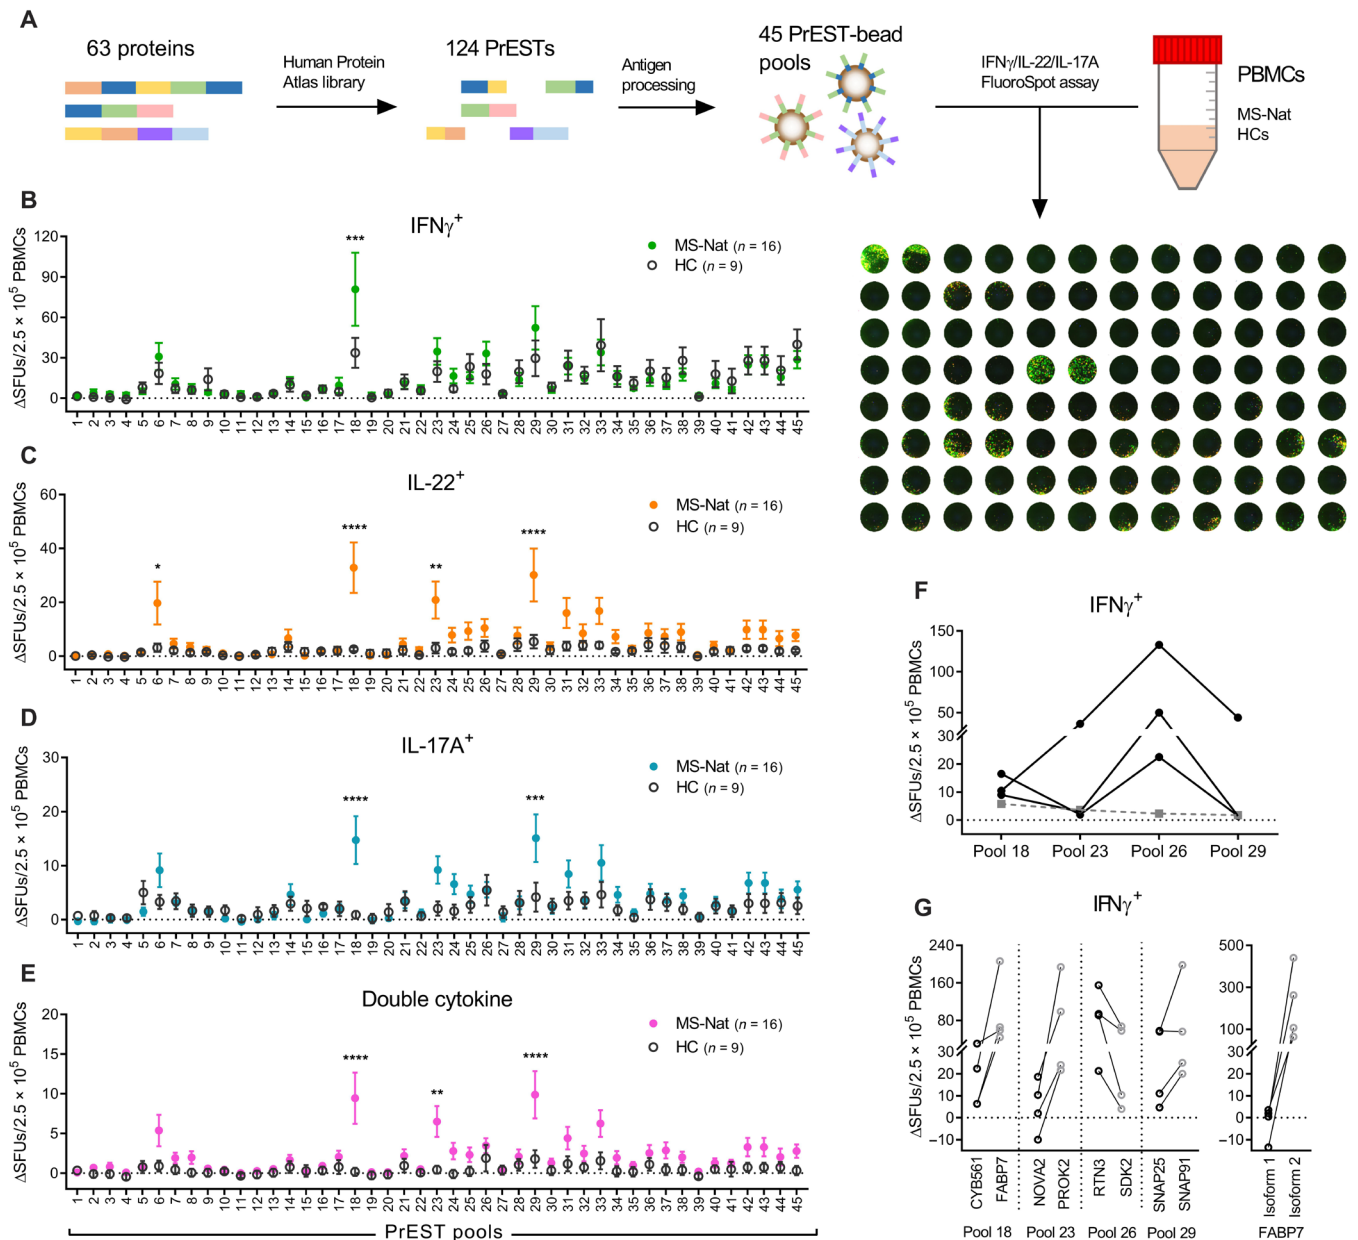 A
63 proteins
Human Protein
Atlas library
124 PrESTs
Antigen
processing
45 PrEST-bead
pools
IFNγ/IL-22/IL-17A
FluoroSpot assay
PBMCs
MS-Nat
HCs
B
IFNγ+
ΔSFUs/2.5 × 10^5 PBMCs
120
90
60
30
0
***
MS-Nat (n = 16)
HC (n = 9)
1 2 3 4 5 6 7 8 9 10 11 12 13 14 15 16 17 18 19 20 21 22 23 24 25 26 27 28 29 30 31 32 33 34 35 36 37 38 39 40 41 42 43 44 45
C
IL-22+
ΔSFUs/2.5 × 10^5 PBMCs
60
40
20
0
*
****
**
****
MS-Nat (n = 16)
HC (n = 9)
1 2 3 4 5 6 7 8 9 10 11 12 13 14 15 16 17 18 19 20 21 22 23 24 25 26 27 28 29 30 31 32 33 34 35 36 37 38 39 40 41 42 43 44 45
D
IL-17A+
ΔSFUs/2.5 × 10^5 PBMCs
30
20
10
0
****
***
MS-Nat (n = 16)
HC (n = 9)
1 2 3 4 5 6 7 8 9 10 11 12 13 14 15 16 17 18 19 20 21 22 23 24 25 26 27 28 29 30 31 32 33 34 35 36 37 38 39 40 41 42 43 44 45
E
Double cytokine
ΔSFUs/2.5 × 10^5 PBMCs
20
15
10
5
0
****
**
****
MS-Nat (n = 16)
HC (n = 9)
1 2 3 4 5 6 7 8 9 10 11 12 13 14 15 16 17 18 19 20 21 22 23 24 25 26 27 28 29 30 31 32 33 34 35 36 37 38 39 40 41 42 43 44 45
PrEST pools
F
IFNγ+
ΔSFUs/2.5 × 10^5 PBMCs
150
100
50
30
20
10
0
Pool 18 Pool 23 Pool 26 Pool 29
G
IFNγ+
ΔSFUs/2.5 × 10^5 PBMCs
240
160
80
30
20
10
0
−10
500
300
100
30
20
10
0
−10
CYB561 FABP7 NOVA2 PROK2 RTN3 SDK2 SNAP25 SNAP91 Isoform 1 Isoform 2
Pool 18 Pool 23 Pool 26 Pool 29 FABP7